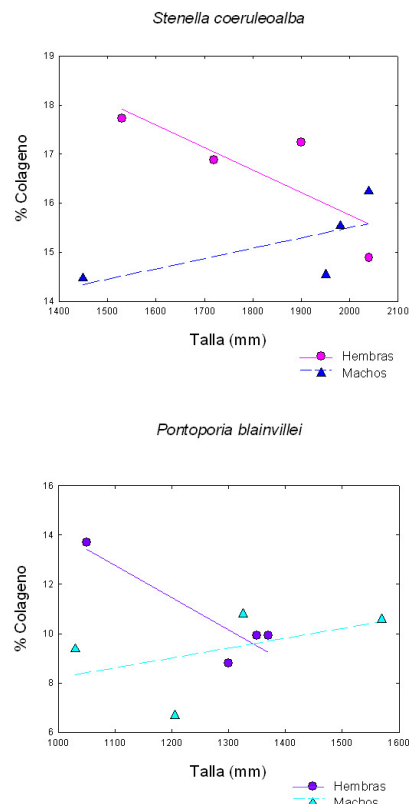 Stenella coeruleoalba
19
18
17
16
15
14
% Colageno
1400 1500 1600 1700 1800 1900 2000 2100
Talla (mm)
Hembras
Machos
Pontoporia blainvillei
16
14
12
10
8
6
% Colageno
1000 1100 1200 1300 1400 1500 1600
Talla (mm)
Hembras
Machos